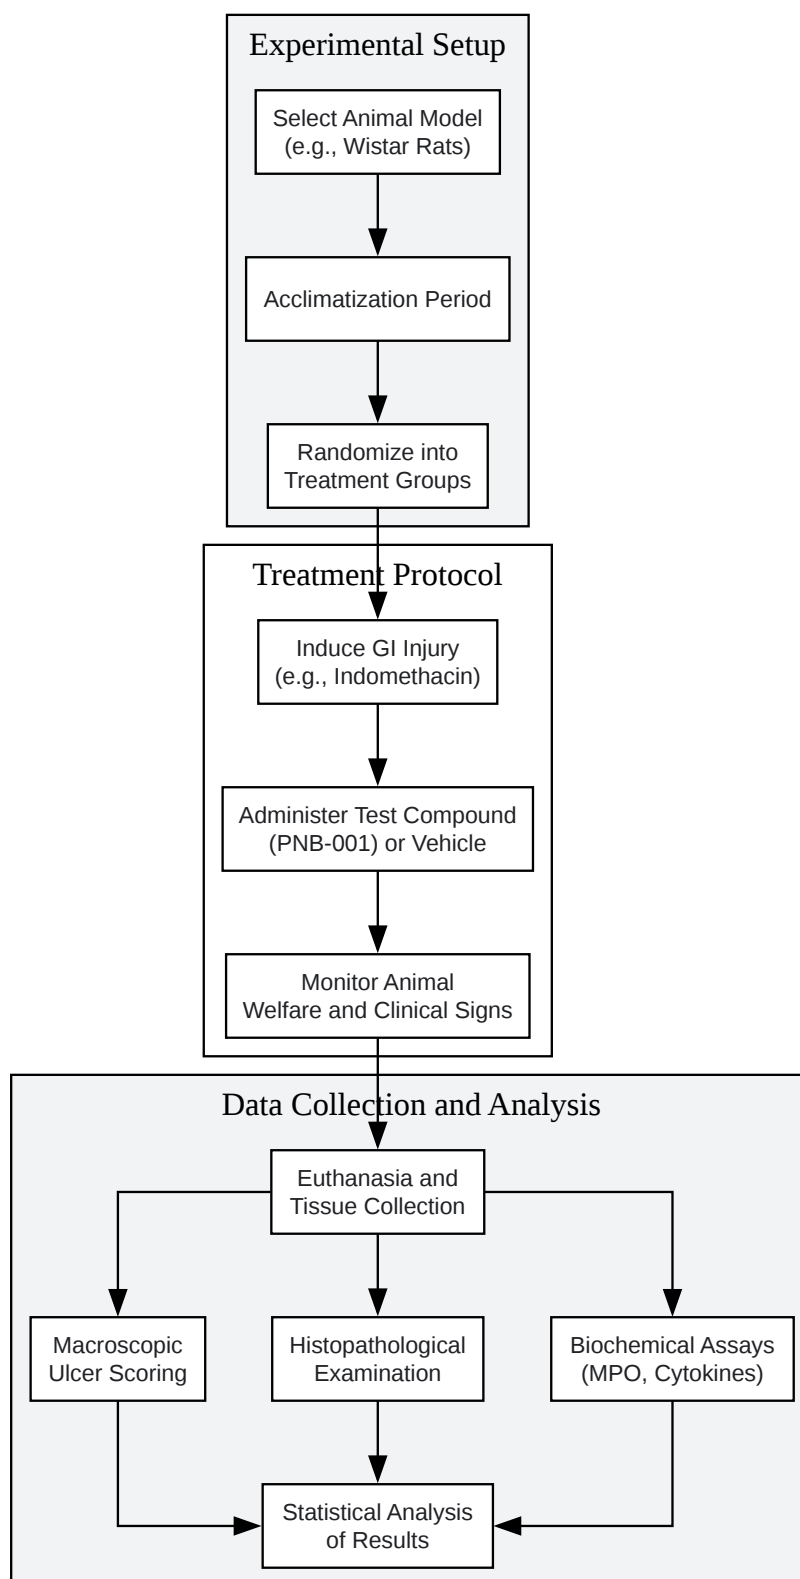 Experimental Setup
Select Animal Model
(e.g., Wistar Rats)
Acclimatization Period
Randomize into
Treatment Groups
Treatment Protocol
Induce GI Injury
(e.g., Indomethacin)
Administer Test Compound
(PNB-001) or Vehicle
Monitor Animal
Welfare and Clinical Signs
Data Collection and Analysis
Euthanasia and
Tissue Collection
Macroscopic
Ulcer Scoring
Histopathological
Examination
Biochemical Assays
(MPO, Cytokines)
Statistical Analysis
of Results